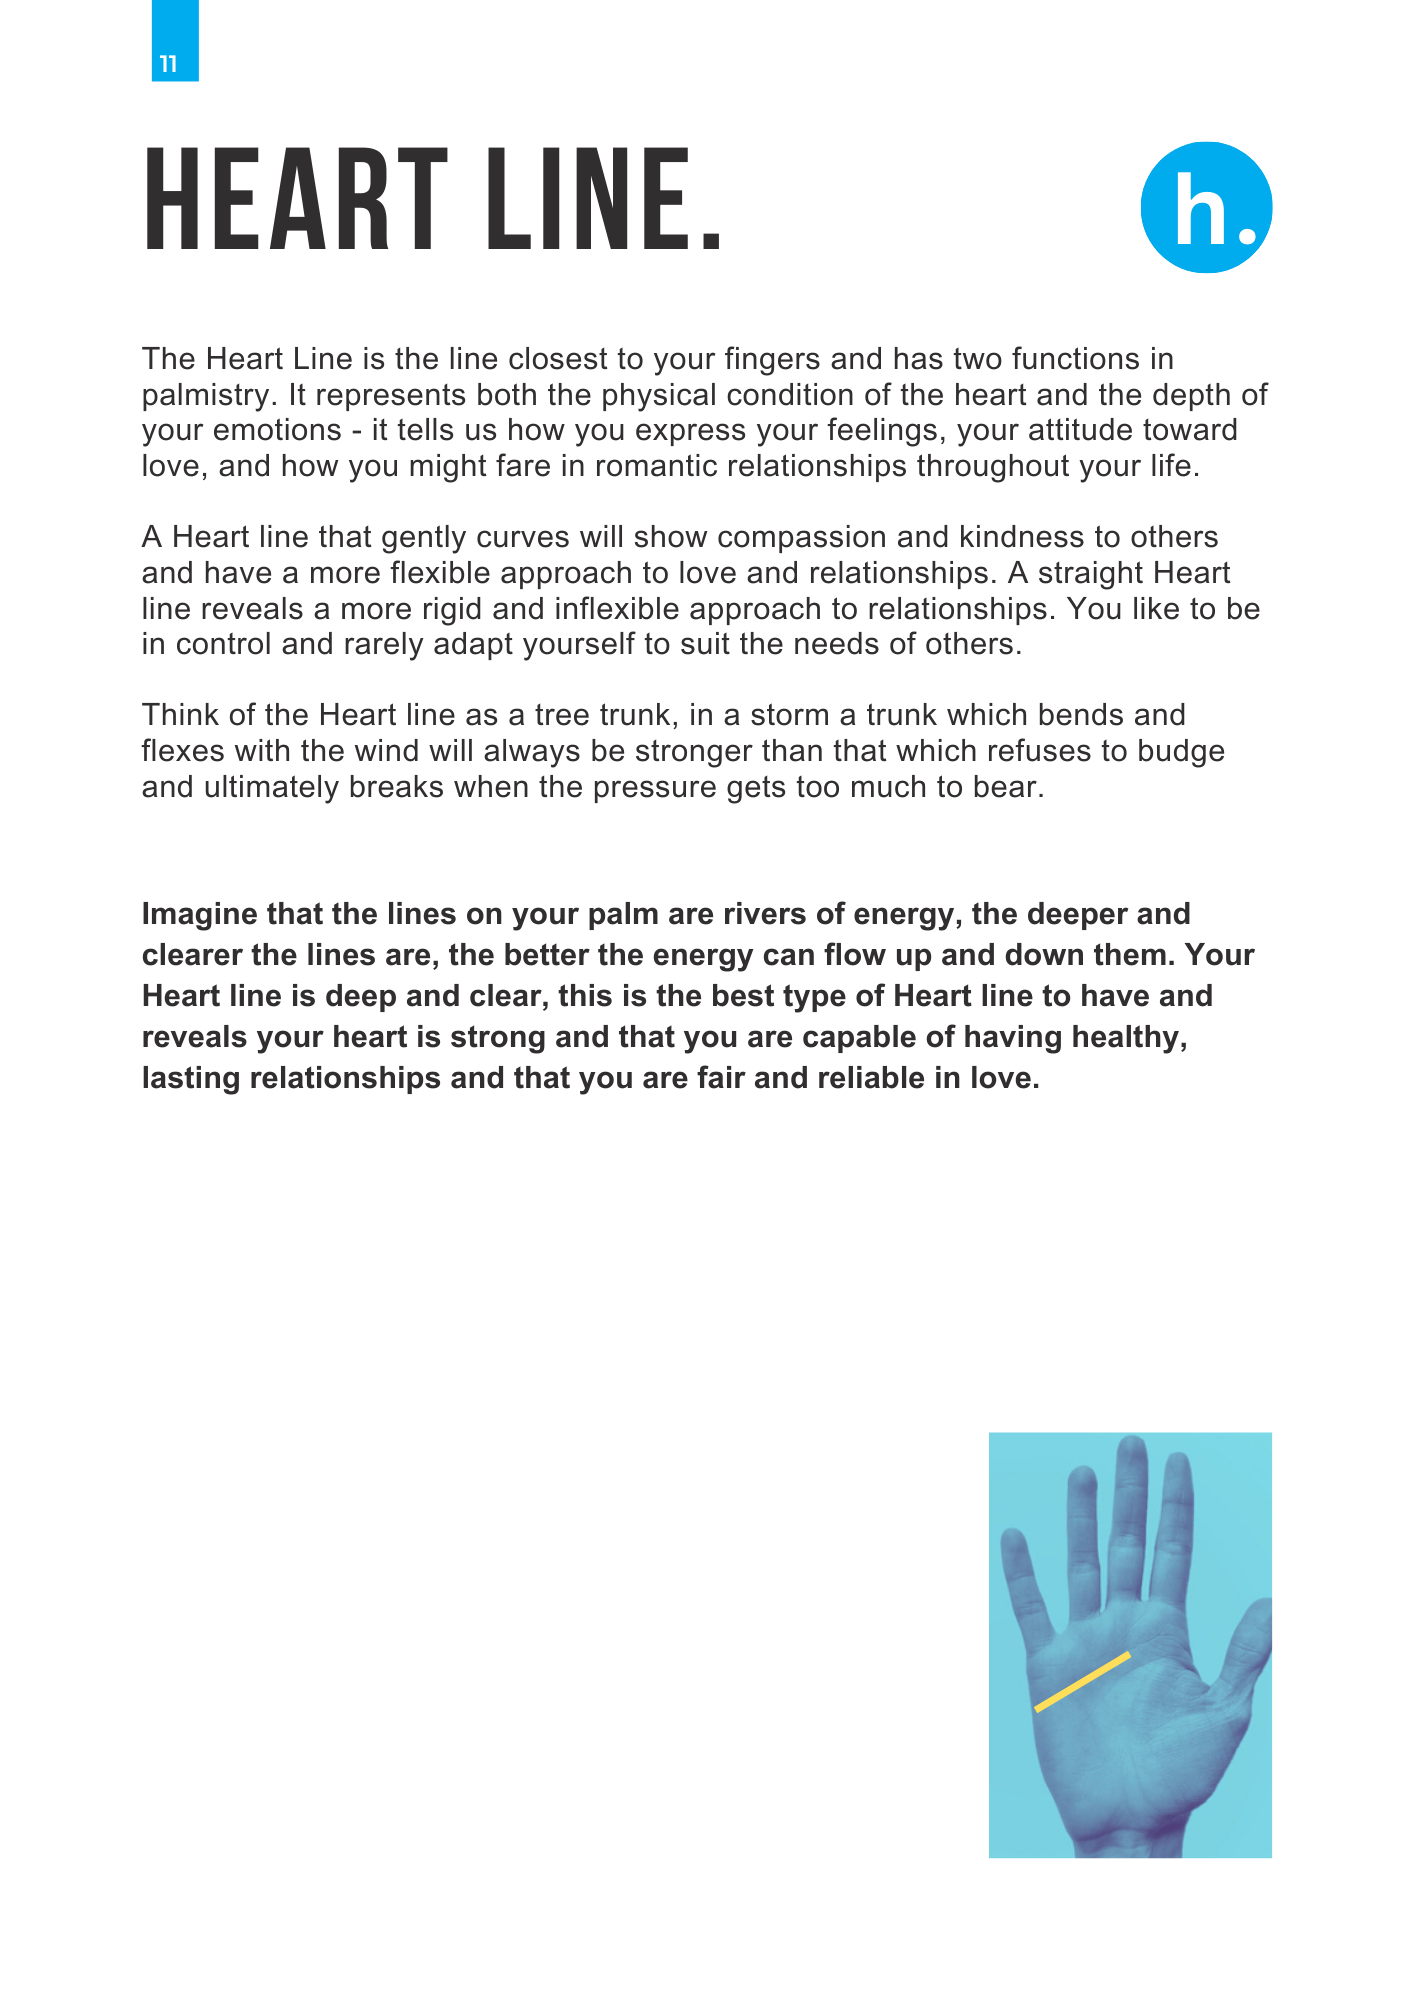 11
HEART LINE.
h.
The Heart Line is the line closest to your fingers and has two functions in
palmistry. It represents both the physical condition of the heart and the depth of
your emotions - it tells us how you express your feelings, your attitude toward
love, and how you might fare in romantic relationships throughout your life.
A Heart line that gently curves will show compassion and kindness to others
and have a more flexible approach to love and relationships. A straight Heart
line reveals a more rigid and inflexible approach to relationships. You like to be
in control and rarely adapt yourself to suit the needs of others.
Think of the Heart line as a tree trunk, in a storm a trunk which bends and
flexes with the wind will always be stronger than that which refuses to budge
and ultimately breaks when the pressure gets too much to bear.
Imagine that the lines on your palm are rivers of energy, the deeper and
clearer the lines are, the better the energy can flow up and down them. Your
Heart line is deep and clear, this is the best type of Heart line to have and
reveals your heart is strong and that you are capable of having healthy,
lasting relationships and that you are fair and reliable in love.